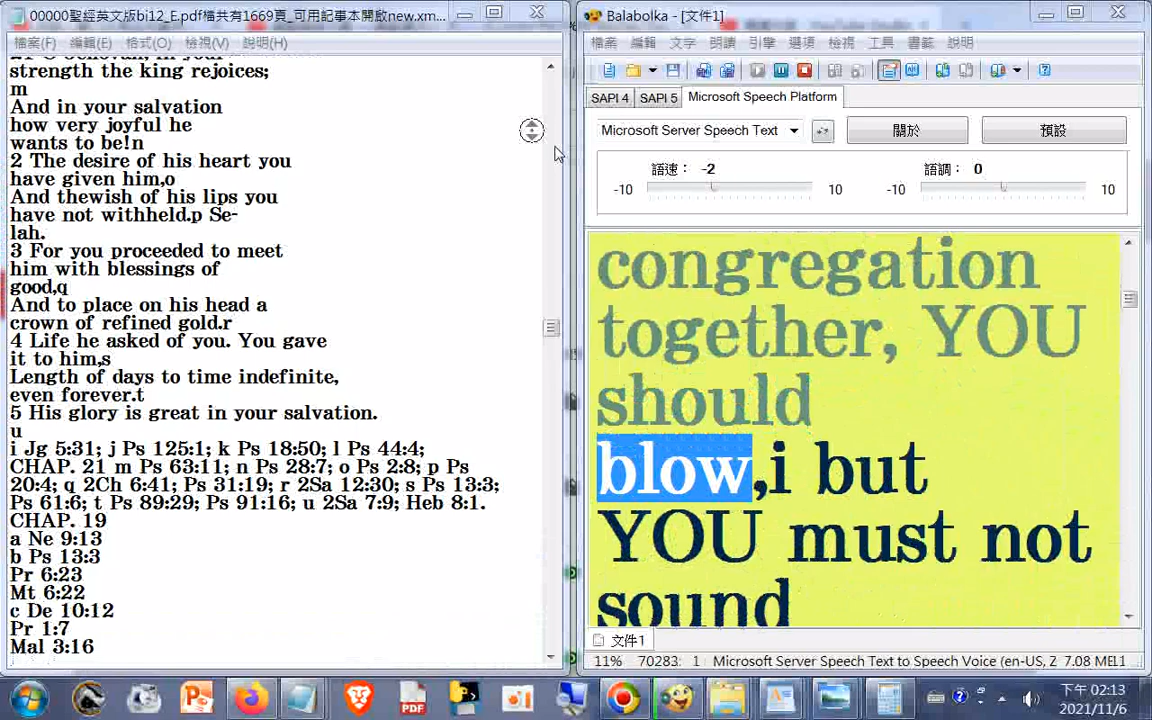 00000聖經英文版bi12_E.pdf檔共有1669頁_可用記事本開啟new.xm...
檔案(F) 編輯(E) 格式(O) 檢視(V) 說明(H)
strength the king rejoices;
m
And in your salvation
how very joyful he
wants to be!n
2 The desire of his heart you
have given him,o
And thewish of his lips you
have not withheld.p Se-
lah.
3 For you proceeded to meet
him with blessings of
good,q
And to place on his head a
crown of refined gold.r
4 Life he asked of you. You gave
it to him,s
Length of days to time indefinite,
even forever.t
5 His glory is great in your salvation.
u
i Jg 5:31; j Ps 125:1; k Ps 18:50; l Ps 44:4;
CHAP. 21 m Ps 63:11; n Ps 28:7; o Ps 2:8; p Ps
20:4; q 2Ch 6:41; Ps 31:19; r 2Sa 12:30; s Ps 13:3;
Ps 61:6; t Ps 89:29; Ps 91:16; u 2Sa 7:9; Heb 8:1.
CHAP. 19
a Ne 9:13
b Ps 13:3
Pr 6:23
Mt 6:22
c De 10:12
Pr 1:7
Mal 3:16
Balabolka - [文件1]
檔案 編輯 文字 朗讀 引擎 選項 檢視 工具 書籤 說明
SAPI 4 SAPI 5 Microsoft Speech Platform
Microsoft Server Speech Text 關於 預設
語速: -2 語調: 0
-10 10 -10 10
congregation
together, YOU
should
blow,i but
YOU must not
sound
文件1
11% 70283: 1 Microsoft Server Speech Text to Speech Voice (en-US, Z 7.08 ME
下午 02:13
2021/11/6